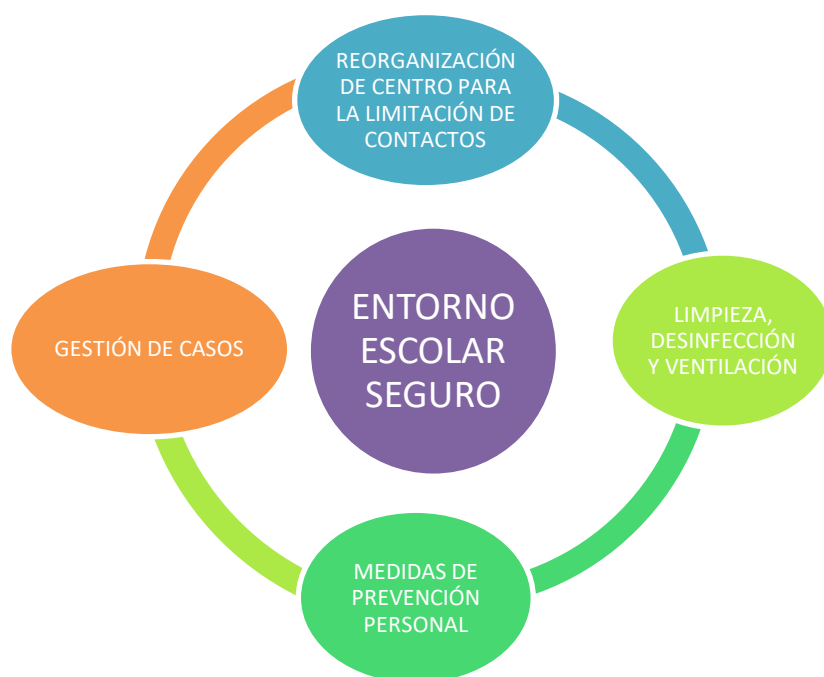 REORGANIZACIÓN
DE CENTRO PARA
LA LIMITACIÓN DE
CONTACTOS
ENTORNO
ESCOLAR
SEGURO
LIMPIEZA,
DESINFECCIÓN
Y VENTILACIÓN
GESTIÓN DE CASOS
MEDIDAS DE
PREVENCIÓN
PERSONAL